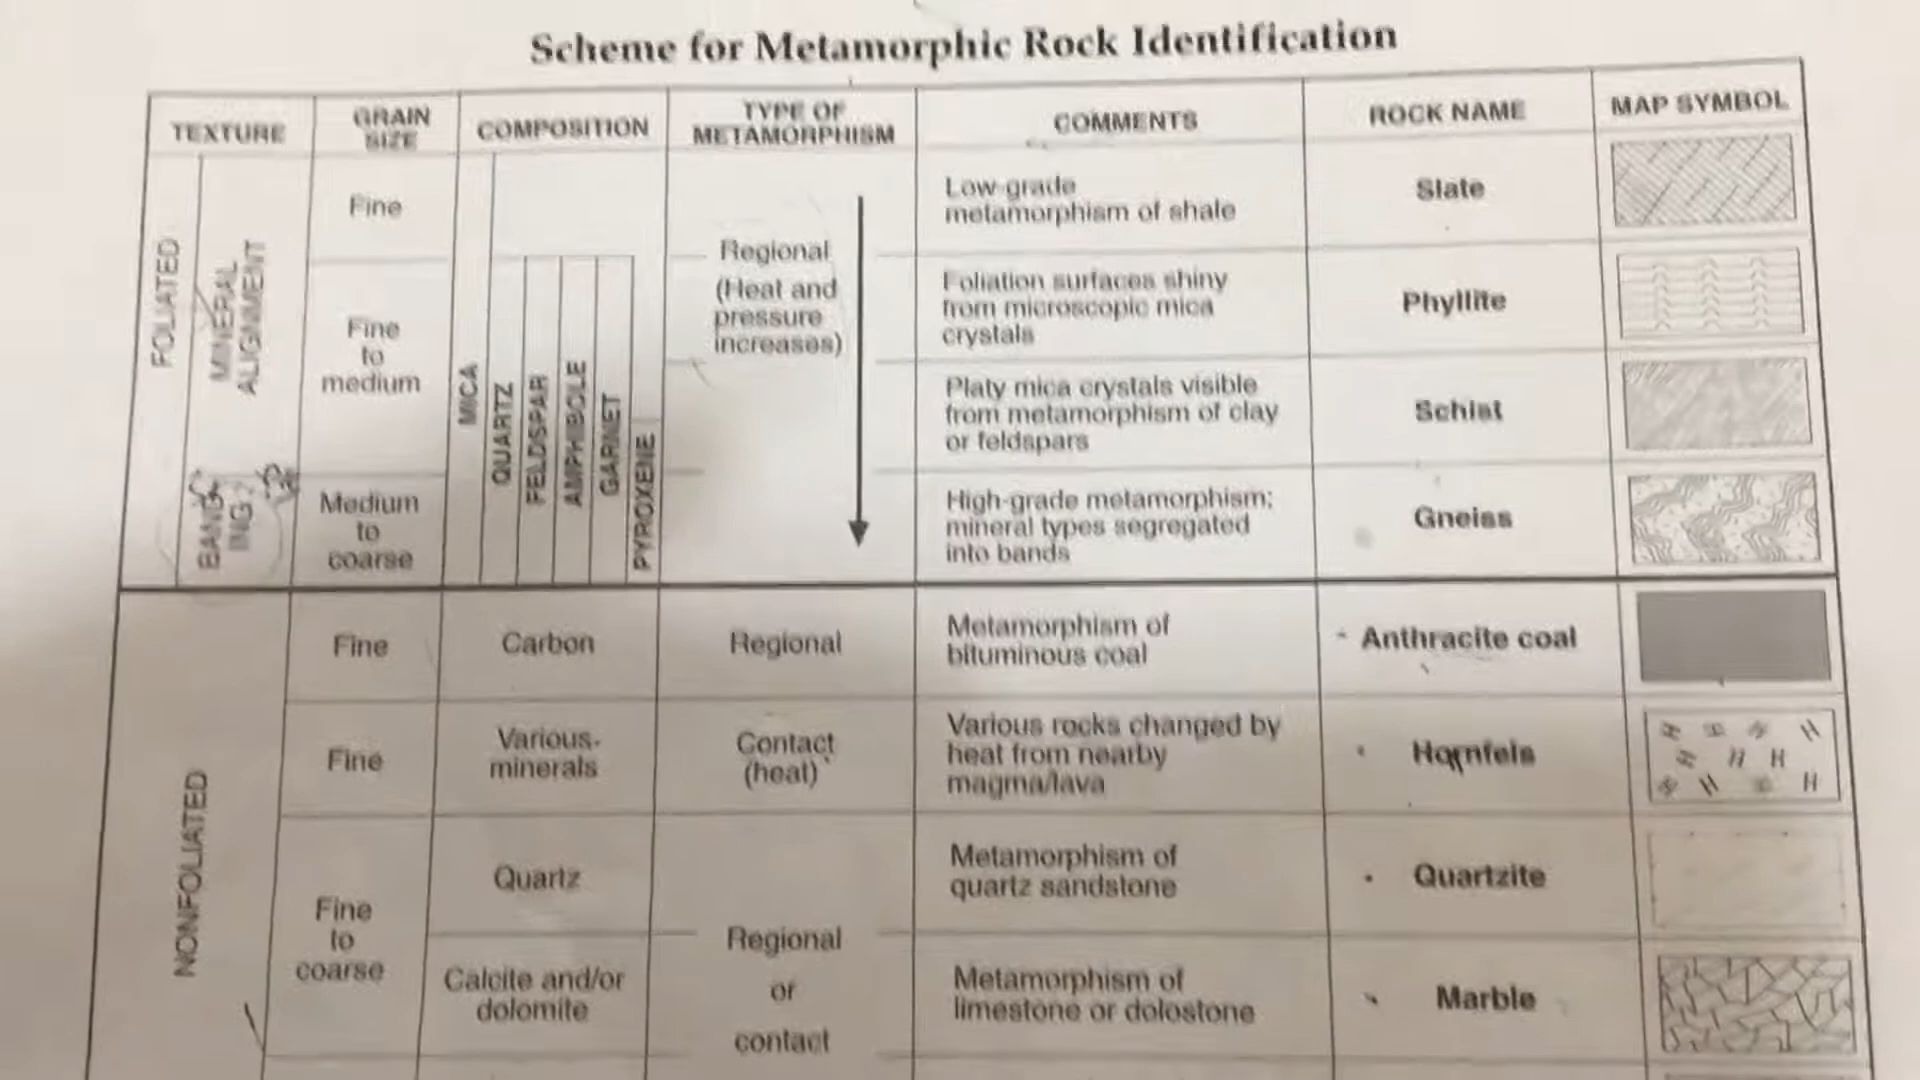 Scheme for Metamorphic Rock Identification
TEXTURE
GRAIN
SIZE
COMPOSITION
TYPE OF
METAMORPHISM
COMMENTS
ROCK NAME
MAP SYMBOL
FOLIATED
MINERAL
ALIGNMENT
BAND-
ING
Fine
Fine
to
medium
Medium
to
coarse
MICA
QUARTZ
FELDSPAR
AMPHIBOLE
GARNET
PYROXENE
Regional
(Heat and
pressure
increases)
Low-grade
metamorphism of shale
Slate
Foliation surfaces shiny
from microscopic mica
crystals
Phyllite
Platy mica crystals visible
from metamorphism of clay
or feldspars
Schist
High-grade metamorphism;
mineral types segregated
into bands
Gneiss
NONFOLIATED
Fine
Carbon
Regional
Metamorphism of
bituminous coal
Anthracite coal
Fine
Various
minerals
Contact
(heat)
Various rocks changed by
heat from nearby
magma/lava
Hornfels
H
H H
H H
Fine
to
coarse
Quartz
Metamorphism of
quartz sandstone
Quartzite
Regional
or
contact
Calcite and/or
dolomite
Metamorphism of
limestone or dolostone
Marble